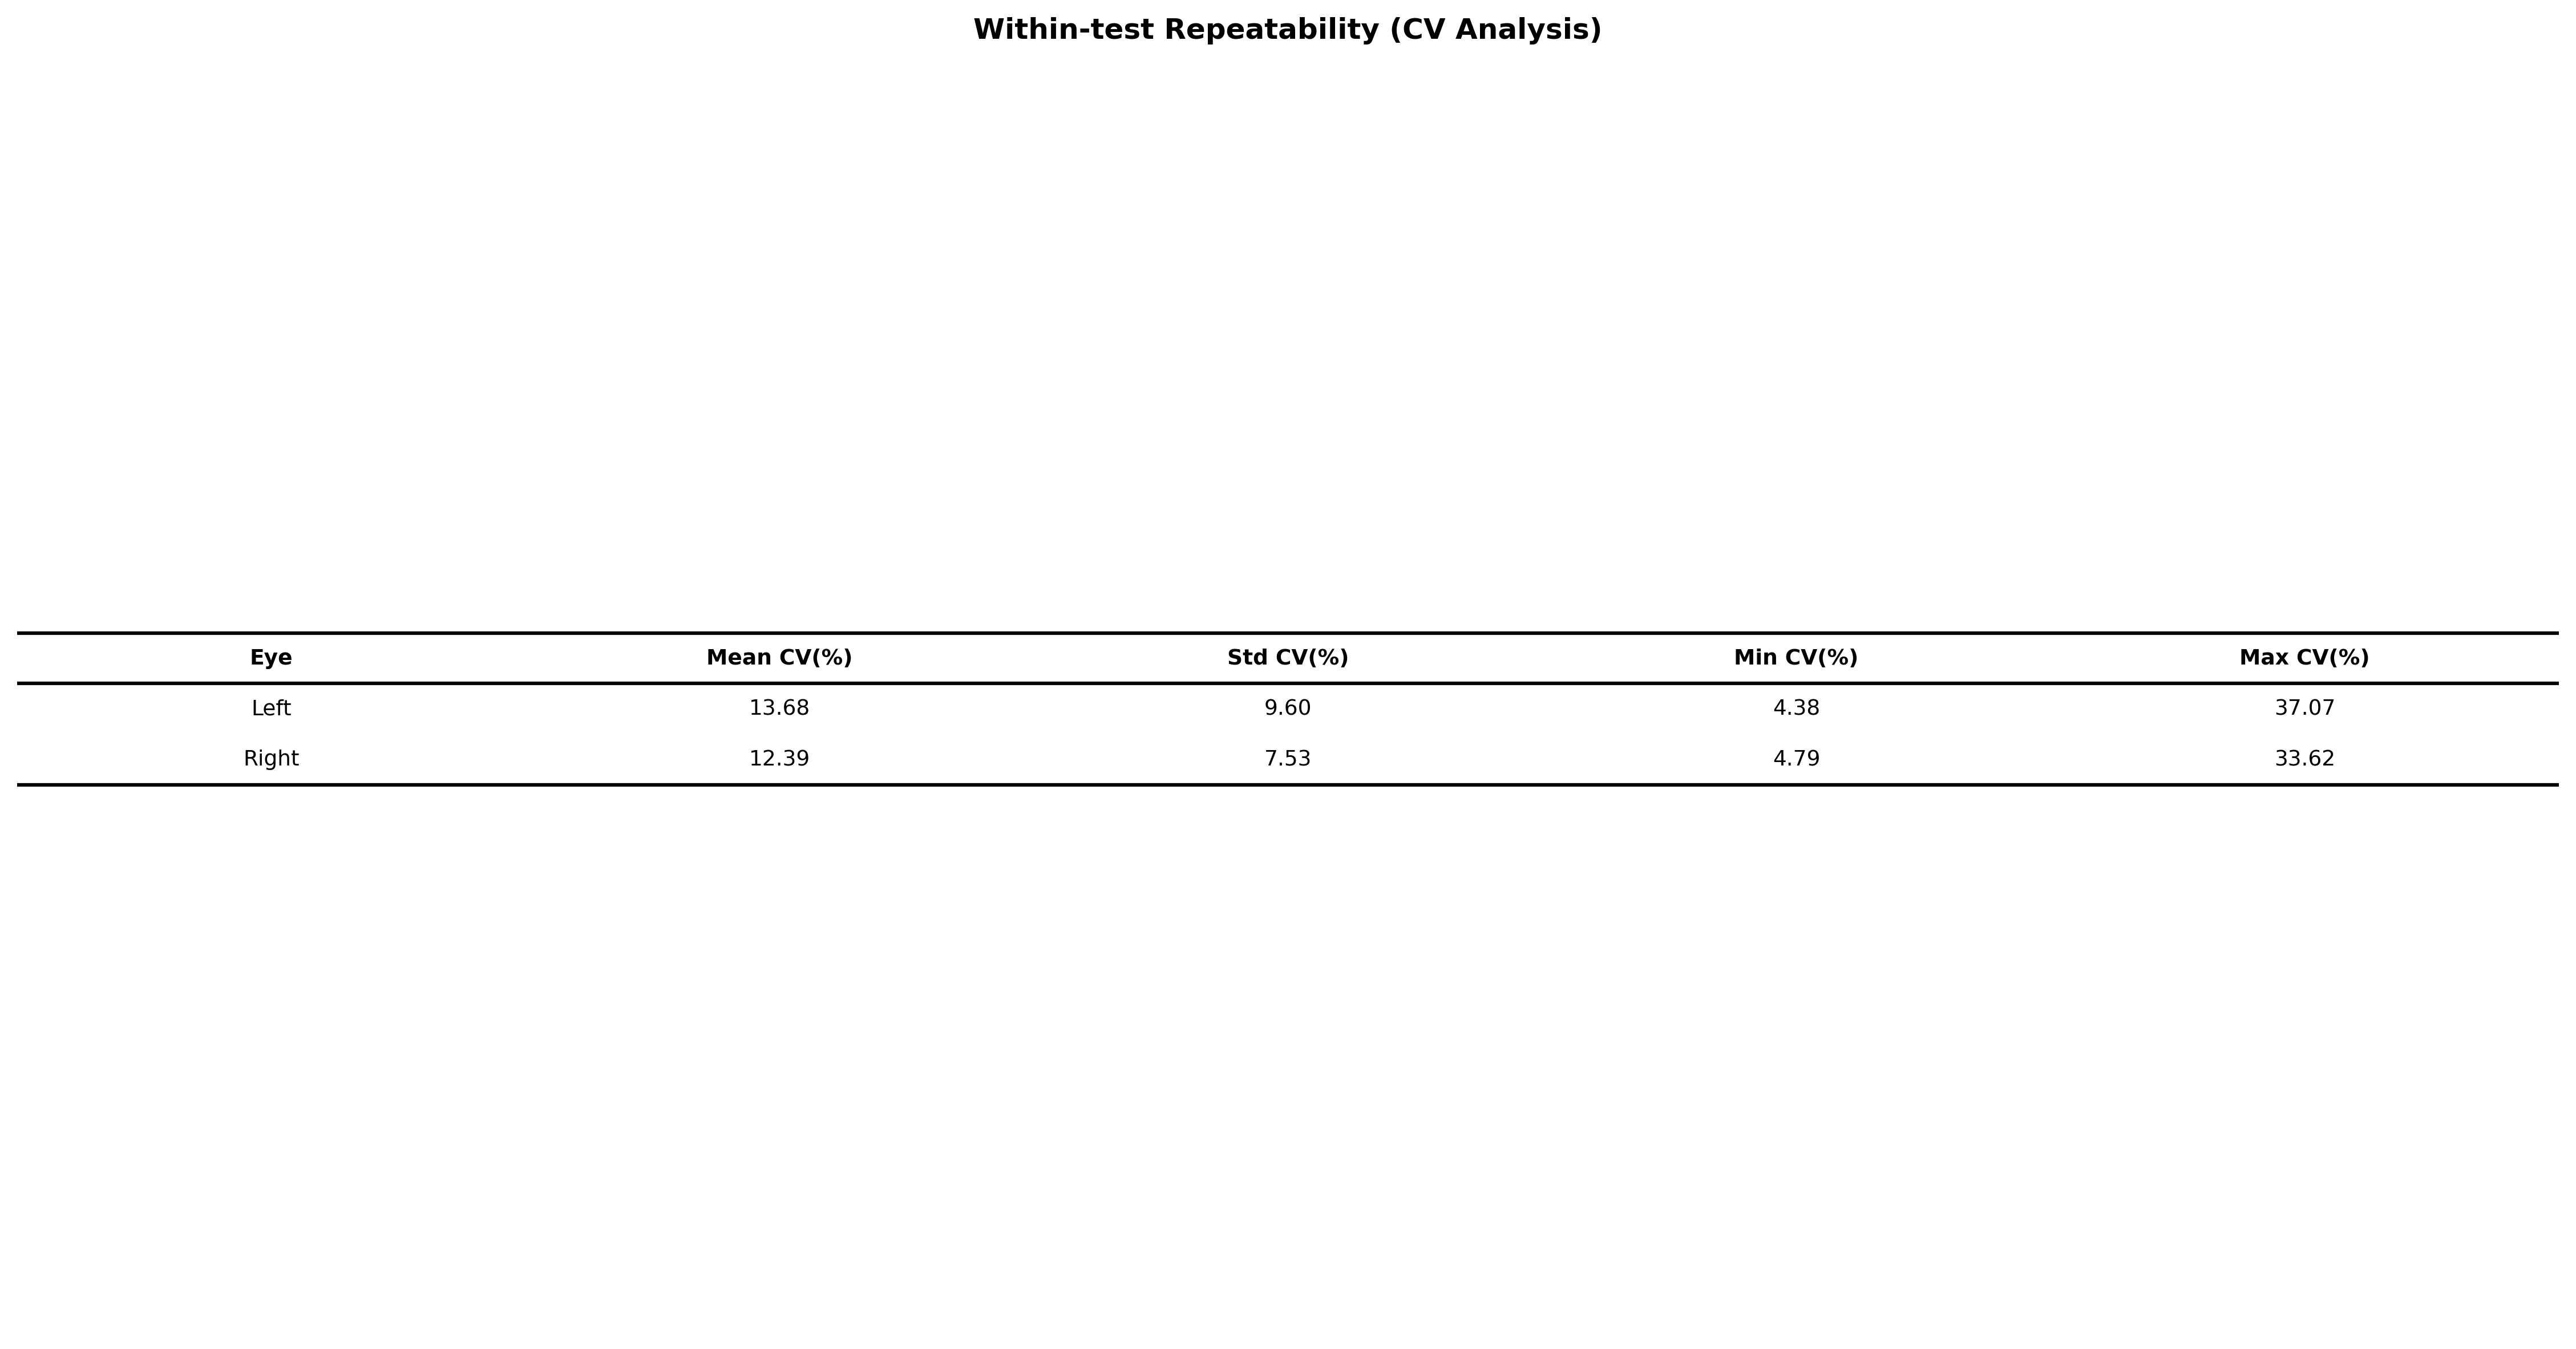 Within-test Repeatability (CV Analysis)
Eye Mean CV(%) Std CV(%) Min CV(%) Max CV(%)
Left 13.68 9.60 4.38 37.07
Right 12.39 7.53 4.79 33.62